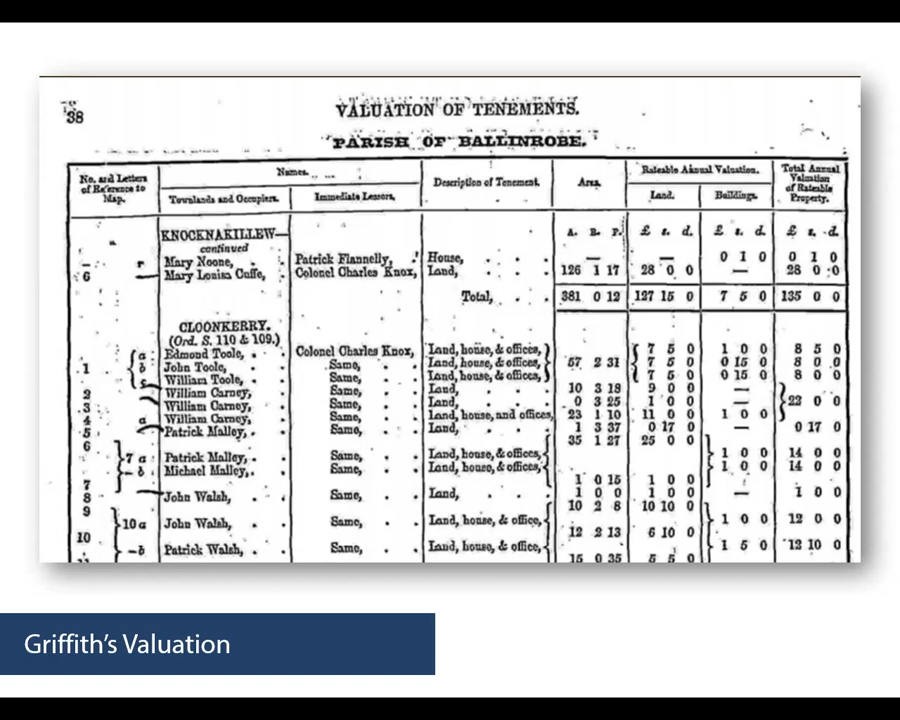 38
VALUATION OF TENEMENTS.
PARISH OF BALLINROBE.
No. and Letters of Reference to Map. Names. Description of Tenement. Area. Rateable Annual Valuation. Total Annual Valuation of Rateable Property.
Townlands and Occupiers. Immediate Lessors. Land. Buildings.
A. R. P. £ s. d. £ s. d. £ s. d.
KNOCKNAKILLEW—
continued
Mary Noone, Patrick Flannelly, House, — — 0 1 0 0 1 0
6 Mary Louisa Cuffe, Colonel Charles Knox, Land, 126 1 17 28 0 0 — 28 0 0
Total, 381 0 12 127 15 0 7 5 0 135 0 0
CLOONKERRY.
(Ord. S. 110 & 109.)
a Edmond Toole, Colonel Charles Knox, Land, house, & offices, 7 5 0 1 0 0 8 5 0
1 b John Toole, Same, Land, house, & offices, 57 2 31 7 5 0 0 15 0 8 0 0
William Toole, Same, Land, house, & offices, 7 5 0 0 15 0 8 0 0
2 William Carney, Same, Land, 10 3 18 9 0 0 —
3 William Carney, Same, Land, 0 3 25 1 0 0 — 22 0 0
4 a William Carney, Same, Land, house, and offices, 23 1 10 11 0 0 1 0 0
5 Patrick Malley, Same, Land, 1 3 37 0 17 0 — 0 17 0
6 35 1 27 25 0 0
7 a Patrick Malley, Same, Land, house, & offices, 1 0 0 14 0 0
– b Michael Malley, Same, Land, house, & offices, 1 0 0 14 0 0
7 1 0 15 1 0 0
8 John Walsh, Same, Land, 1 0 0 1 0 0 — 1 0 0
9 10 2 8 10 10 0
10 a John Walsh, Same, Land, house, & office, 1 0 0 12 0 0
10 12 2 13 6 10 0
– b Patrick Walsh, Same, Land, house, & office, 1 5 0 12 10 0
15 0 35 5 5 0
Griffith's Valuation